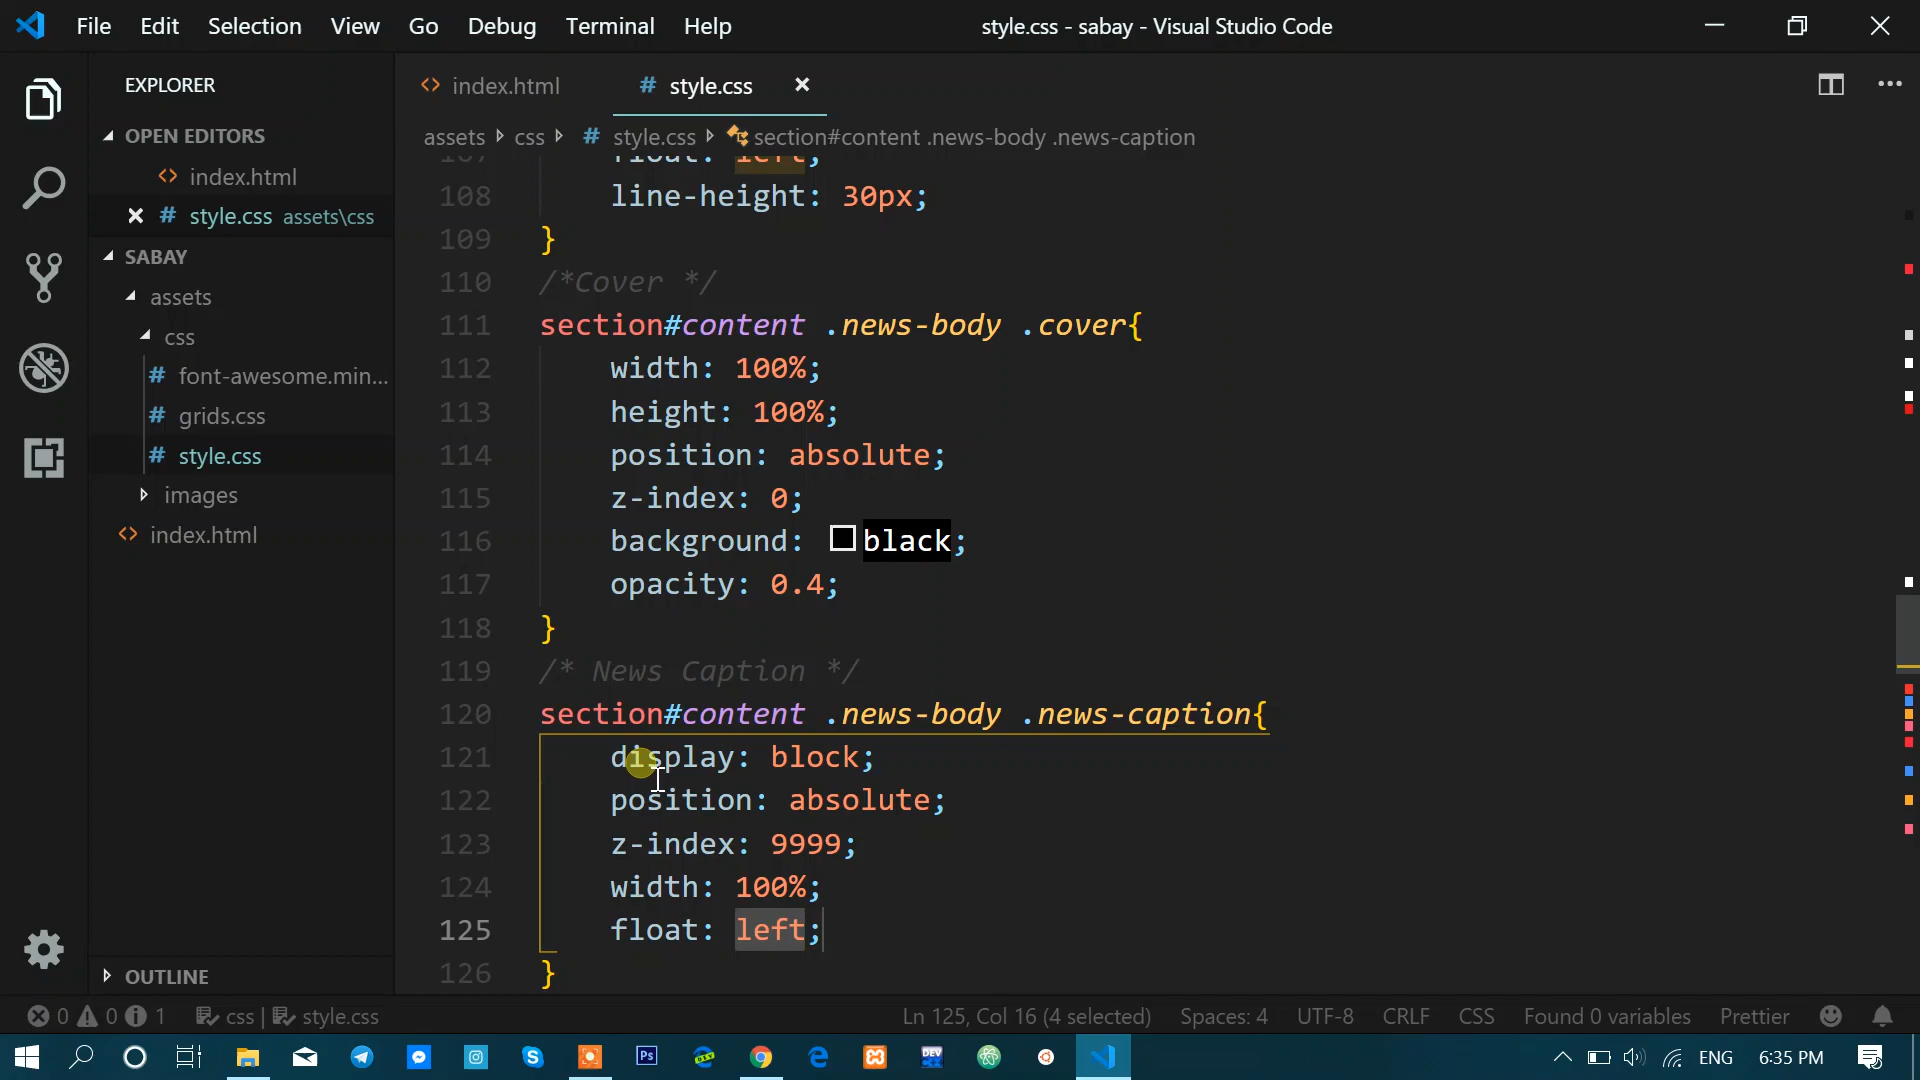 File Edit Selection View Go Debug Terminal Help
style.css - sabay - Visual Studio Code
EXPLORER
OPEN EDITORS
index.html
style.css assets\css
SABAY
assets
css
# font-awesome.min...
# grids.css
# style.css
images
index.html
OUTLINE
index.html
# style.css
assets css # style.css section#content .news-body .news-caption
107 float: left;
108 line-height: 30px;
109 }
110 /*Cover */
111 section#content .news-body .cover{
112 width: 100%;
113 height: 100%;
114 position: absolute;
115 z-index: 0;
116 background: black;
117 opacity: 0.4;
118 }
119 /* News Caption */
120 section#content .news-body .news-caption{
121 display: block;
122 position: absolute;
123 z-index: 9999;
124 width: 100%;
125 float: left;
126 }
0 0 1 css | style.css Ln 125, Col 16 (4 selected) Spaces: 4 UTF-8 CRLF CSS Found 0 variables Prettier
Ps DEV ENG 6:35 PM